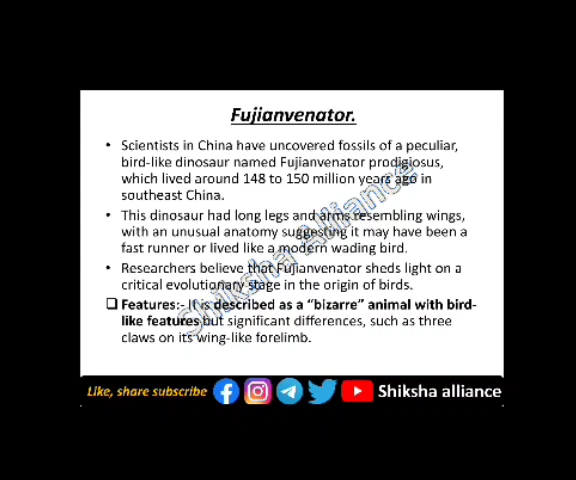 Fujianvenator.
• Scientists in China have uncovered fossils of a peculiar,
bird-like dinosaur named Fujianvenator prodigiosus,
which lived around 148 to 150 million years ago in
southeast China.
• This dinosaur had long legs and arms resembling wings,
with an unusual anatomy suggesting it may have been a
fast runner or lived like a modern wading bird.
• Researchers believe that Fujianvenator sheds light on a
critical evolutionary stage in the origin of birds.
❑ Features:- It is described as a “bizarre” animal with bird-
like features but significant differences, such as three
claws on its wing-like forelimb.
Shiksha Alliance
Like, share subscribe
Shiksha alliance